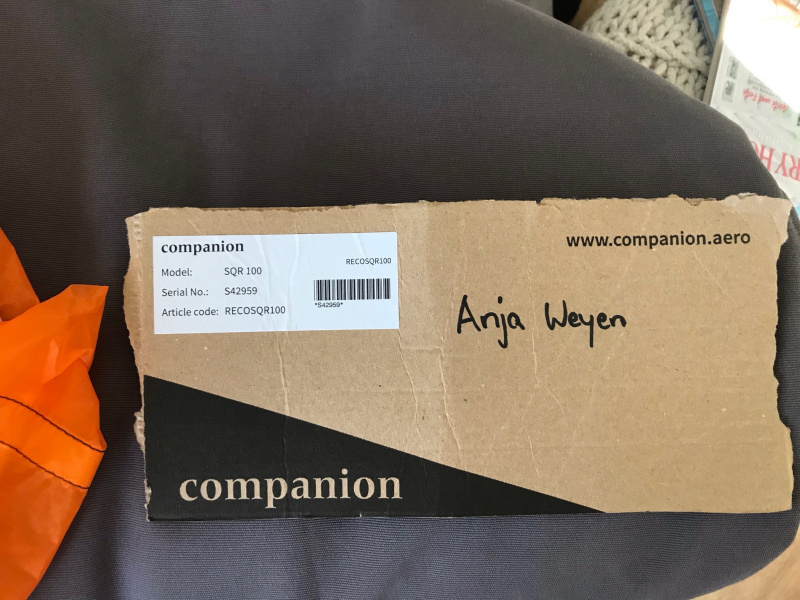 companion
RECOSQR100
Model: SQR 100
Serial No.: S42959
*S42959*
Article code: RECOSQR100
www.companion.aero
Anja Weyen
companion